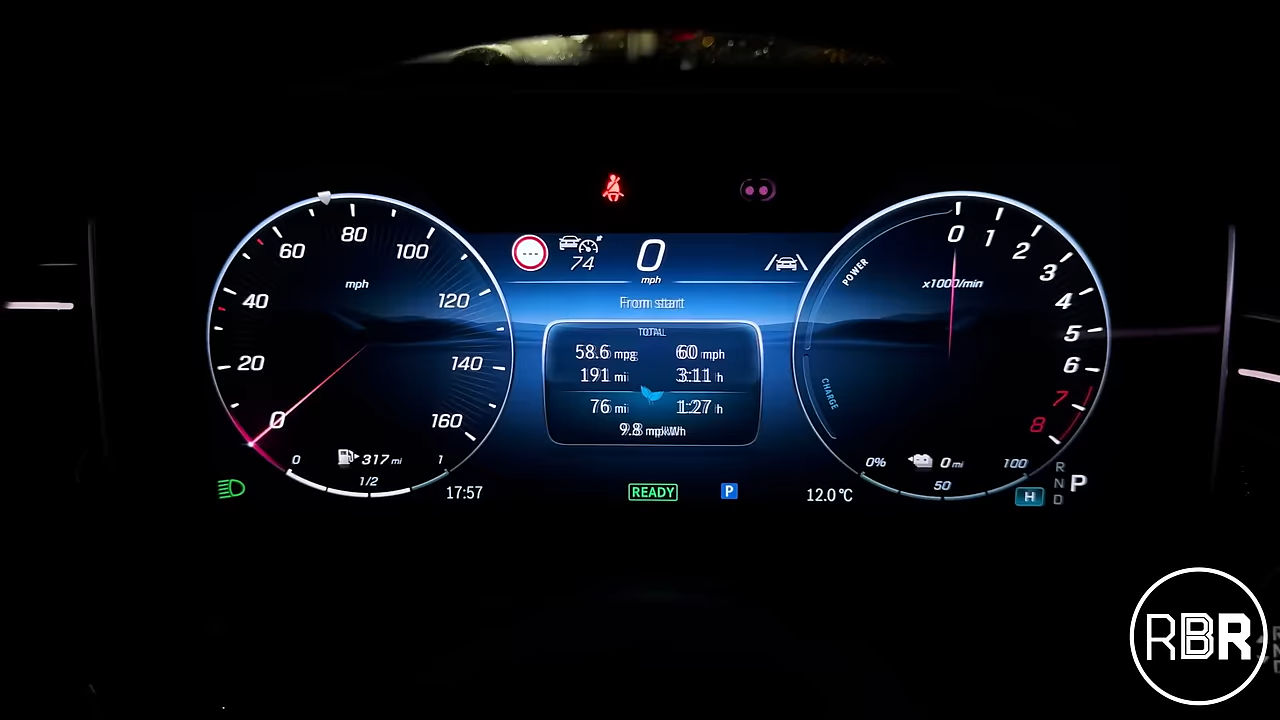 60
80
100
mph
40
120
20
140
0
160
0
317 mi
1
1/2
17:57
---
74
0
mph
From start
TOTAL
58.6 mpg
60 mph
191 mi
3:11 h
76 mi
1:27 h
9.8 mpkWh
READY
P
12.0°C
POWER
0
1
2
3
x1000/min
4
5
6
7
8
CHARGE
0%
0 mi
100
50
H
R
N
D
P
RBR